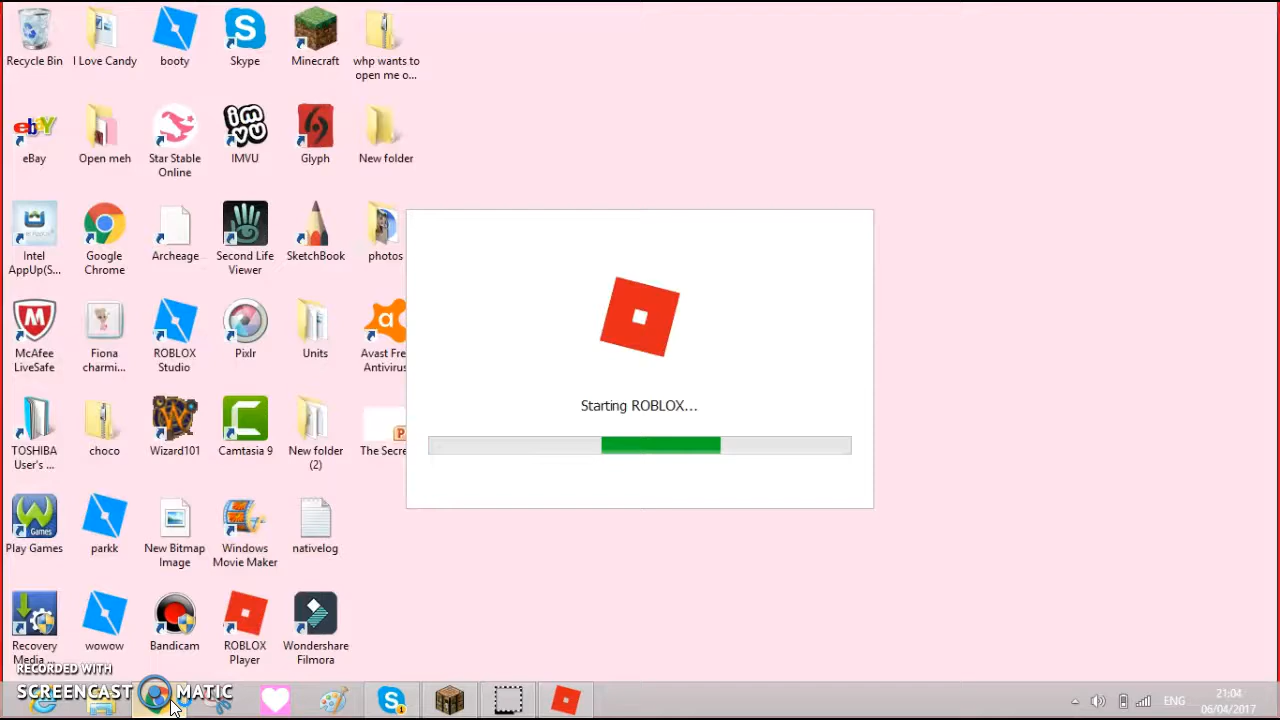 Recycle Bin
I Love Candy
booty
Skype
Minecraft
whp wants to
open me o...
eBay
Open meh
Star Stable
Online
IMVU
Glyph
New folder
Intel
AppUp(S...
Google
Chrome
Archeage
Second Life
Viewer
SketchBook
photos
McAfee
LiveSafe
Fiona
charmi...
ROBLOX
Studio
Pixlr
Units
Avast Fre
Antivirus
TOSHIBA
User's ...
choco
Wizard101
Camtasia 9
New folder
(2)
The Secre
Play Games
parkk
New Bitmap
Image
Windows
Movie Maker
nativelog
Recovery
Media ...
wowow
Bandicam
ROBLOX
Player
Wondershare
Filmora
Starting ROBLOX...
RECORDED WITH
SCREENCAST MATIC
ENG
21:04
06/04/2017